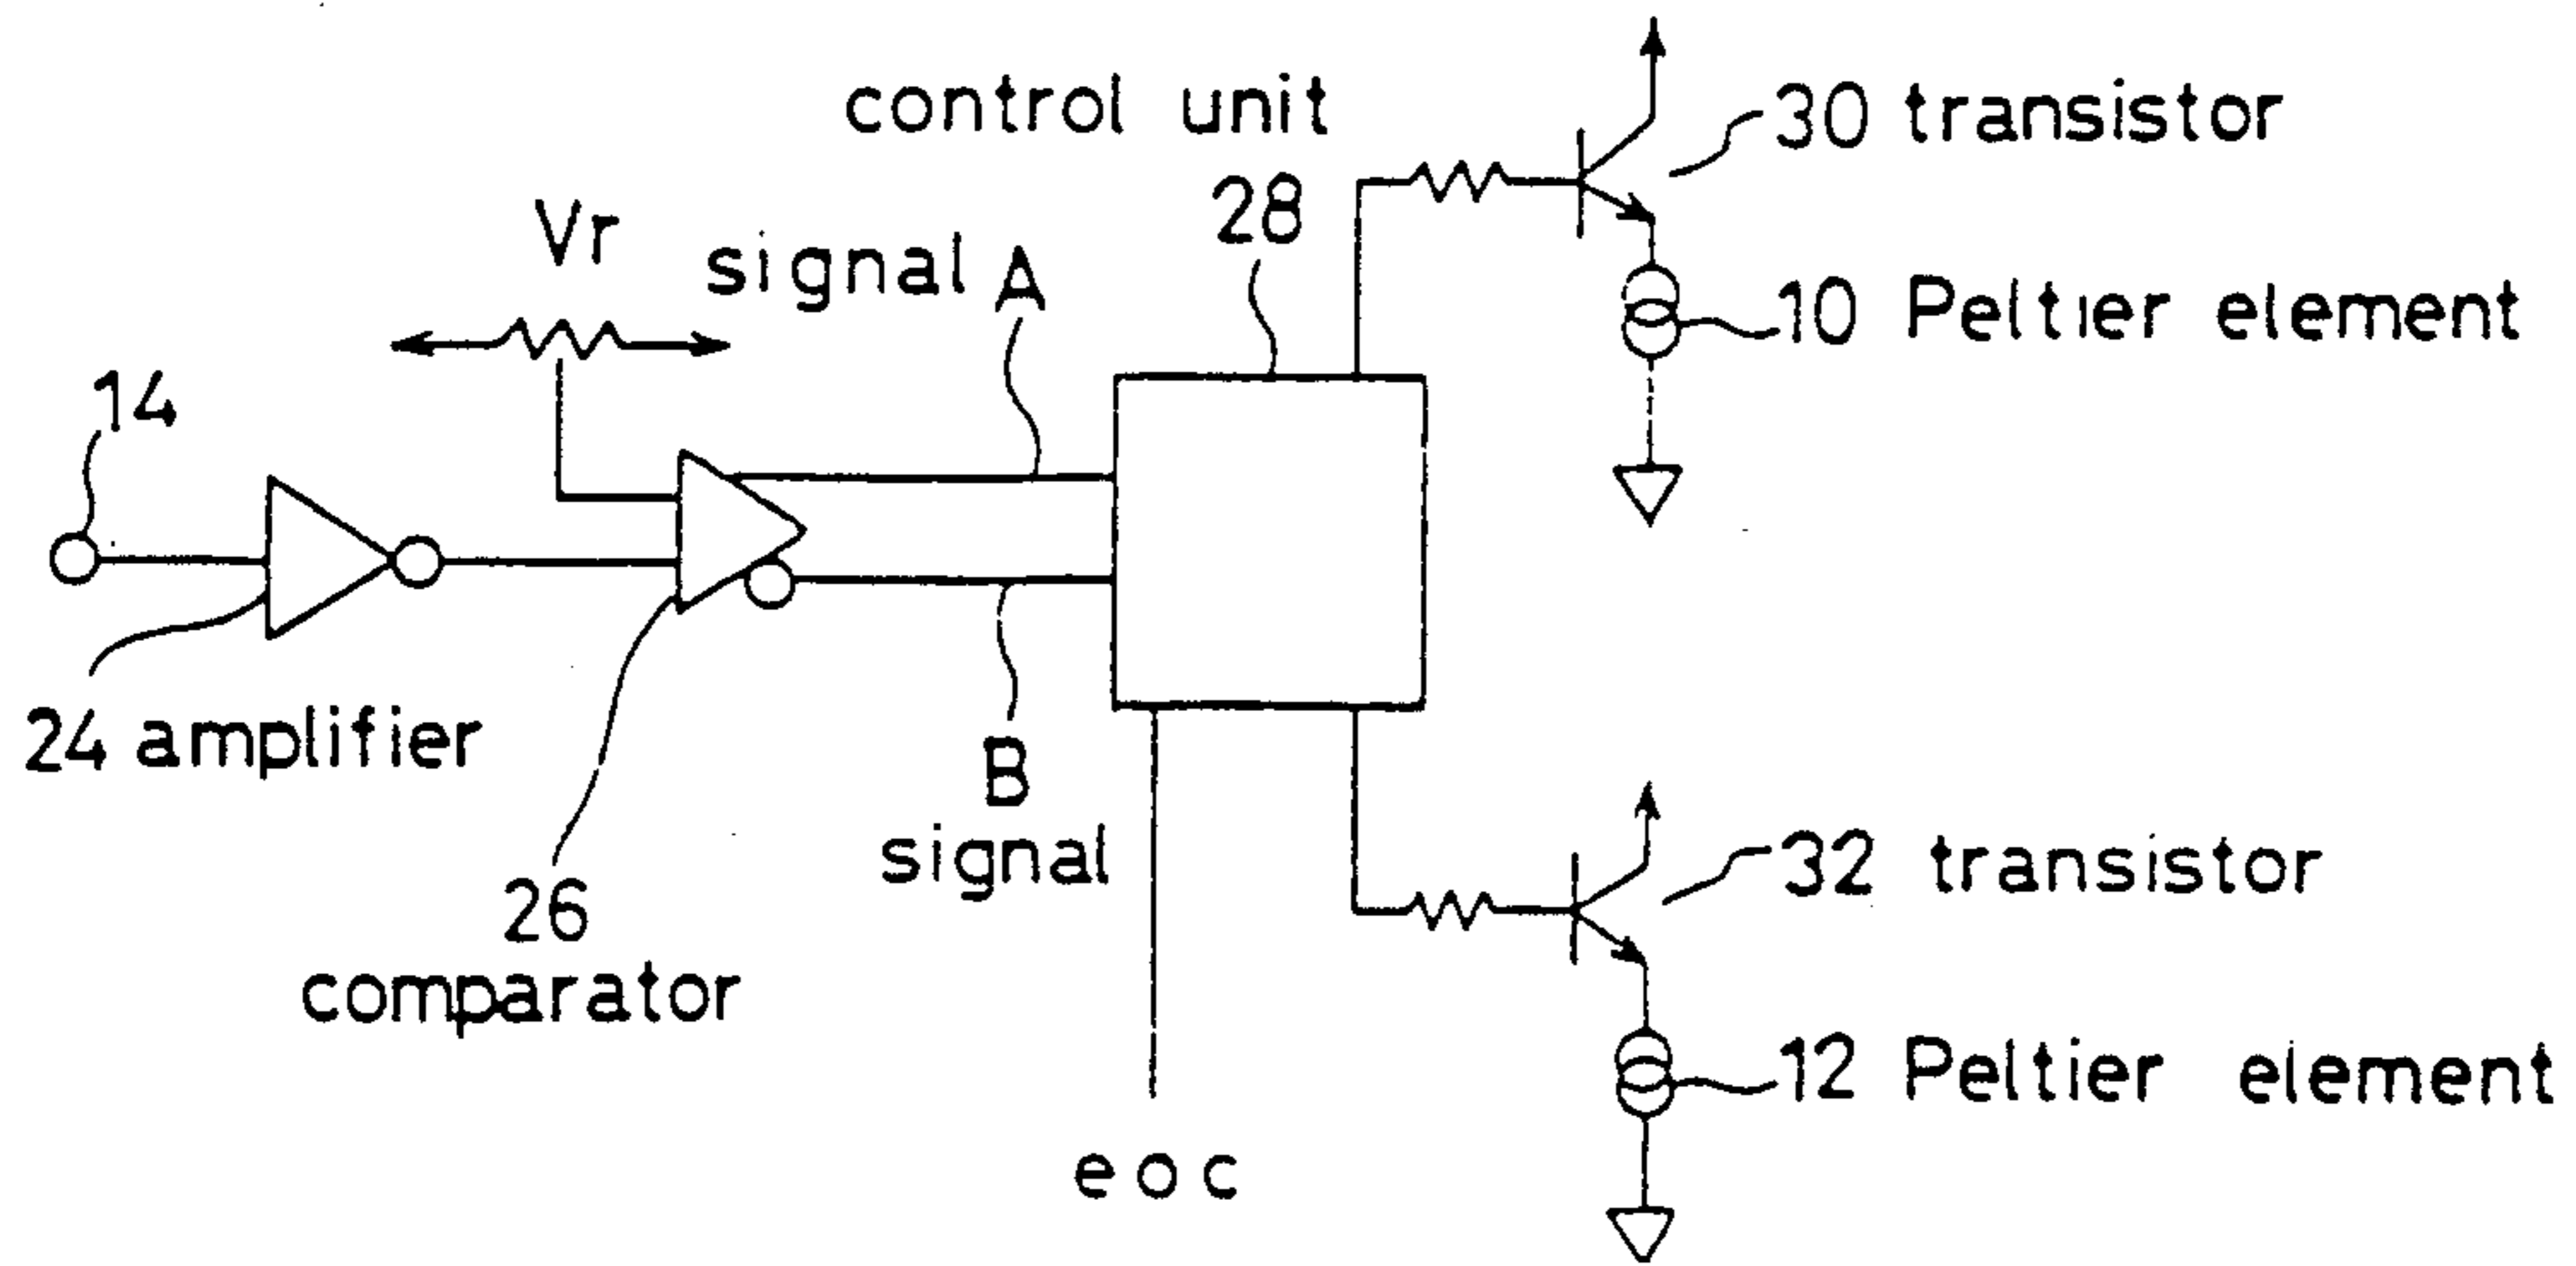 control unit
28
30 transistor
Vr
signal A
10 Peltier element
14
24 amplifier
B
signal
26
comparator
32 transistor
12 Peltier element
eoc